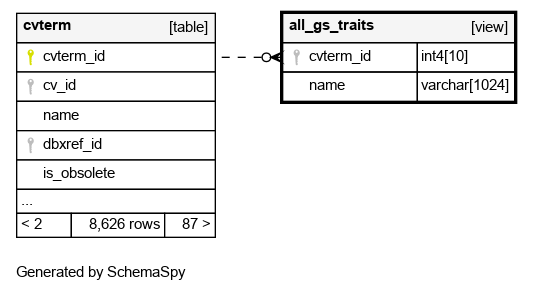 cvterm [table]
cvterm_id
cv_id
name
dbxref_id
is_obsolete
...
< 2 8,626 rows 87 >
all_gs_traits [view]
cvterm_id int4[10]
name varchar[1024]
Generated by SchemaSpy